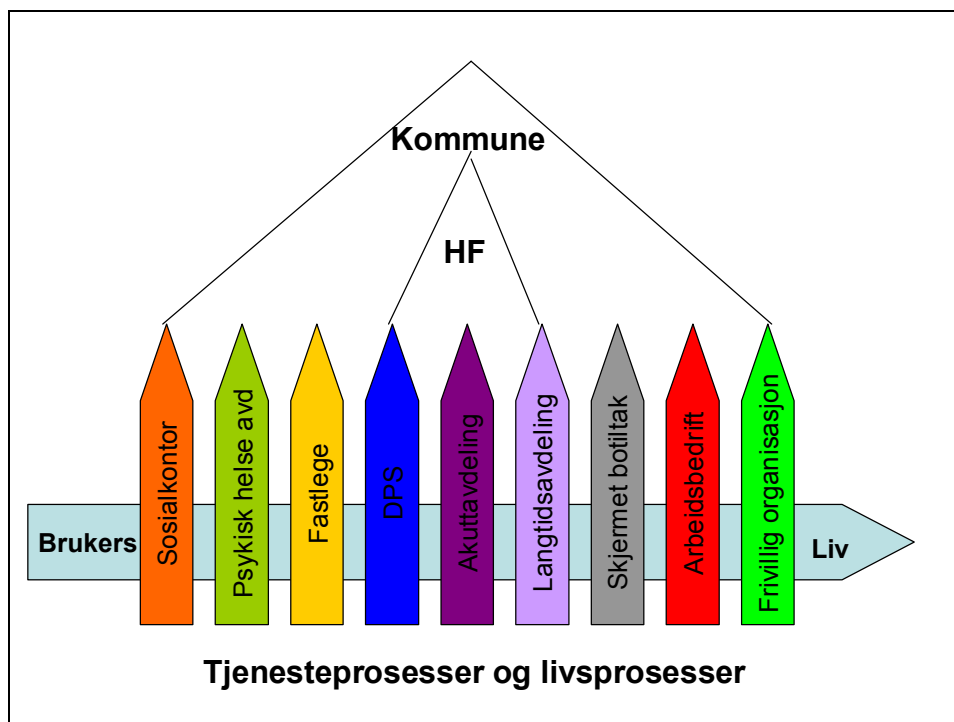 Kommune
HF
Sosialkontor
Psykisk helse avd
Fastlege
DPS
Akuttavdeling
Langtidsavdeling
Skjermet botiltak
Arbeidsbedrift
Frivillig organisasjon
Brukers
Liv
Tjenesteprosesser og livsprosesser